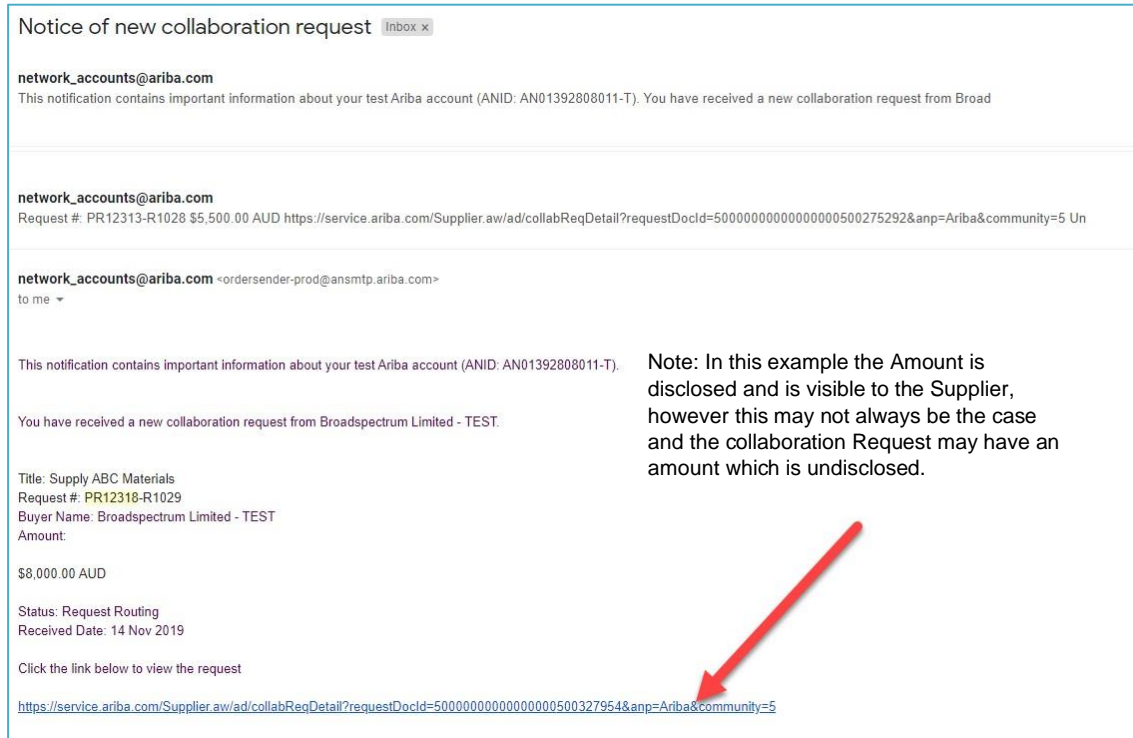 Notice of new collaboration request Inbox x
network_accounts@ariba.com
This notification contains important information about your test Ariba account (ANID: AN01392808011-T). You have received a new collaboration request from Broad
network_accounts@ariba.com
Request #: PR12313-R1028 $5,500.00 AUD https://service.ariba.com/Supplier.aw/ad/collabReqDetail?requestDocId=50000000000000000500275292&anp=Ariba&community=5 Un
network_accounts@ariba.com <ordersender-prod@ansmtp.ariba.com>
to me
This notification contains important information about your test Ariba account (ANID: AN01392808011-T).
You have received a new collaboration request from Broadspectrum Limited - TEST.
Note: In this example the Amount is
disclosed and is visible to the Supplier,
however this may not always be the case
and the collaboration Request may have an
amount which is undisclosed.
Title: Supply ABC Materials
Request #: PR12318-R1029
Buyer Name: Broadspectrum Limited - TEST
Amount:
$8,000.00 AUD
Status: Request Routing
Received Date: 14 Nov 2019
Click the link below to view the request
https://service.ariba.com/Supplier.aw/ad/collabReqDetail?requestDocId=50000000000000000500327954&anp=Ariba&community=5